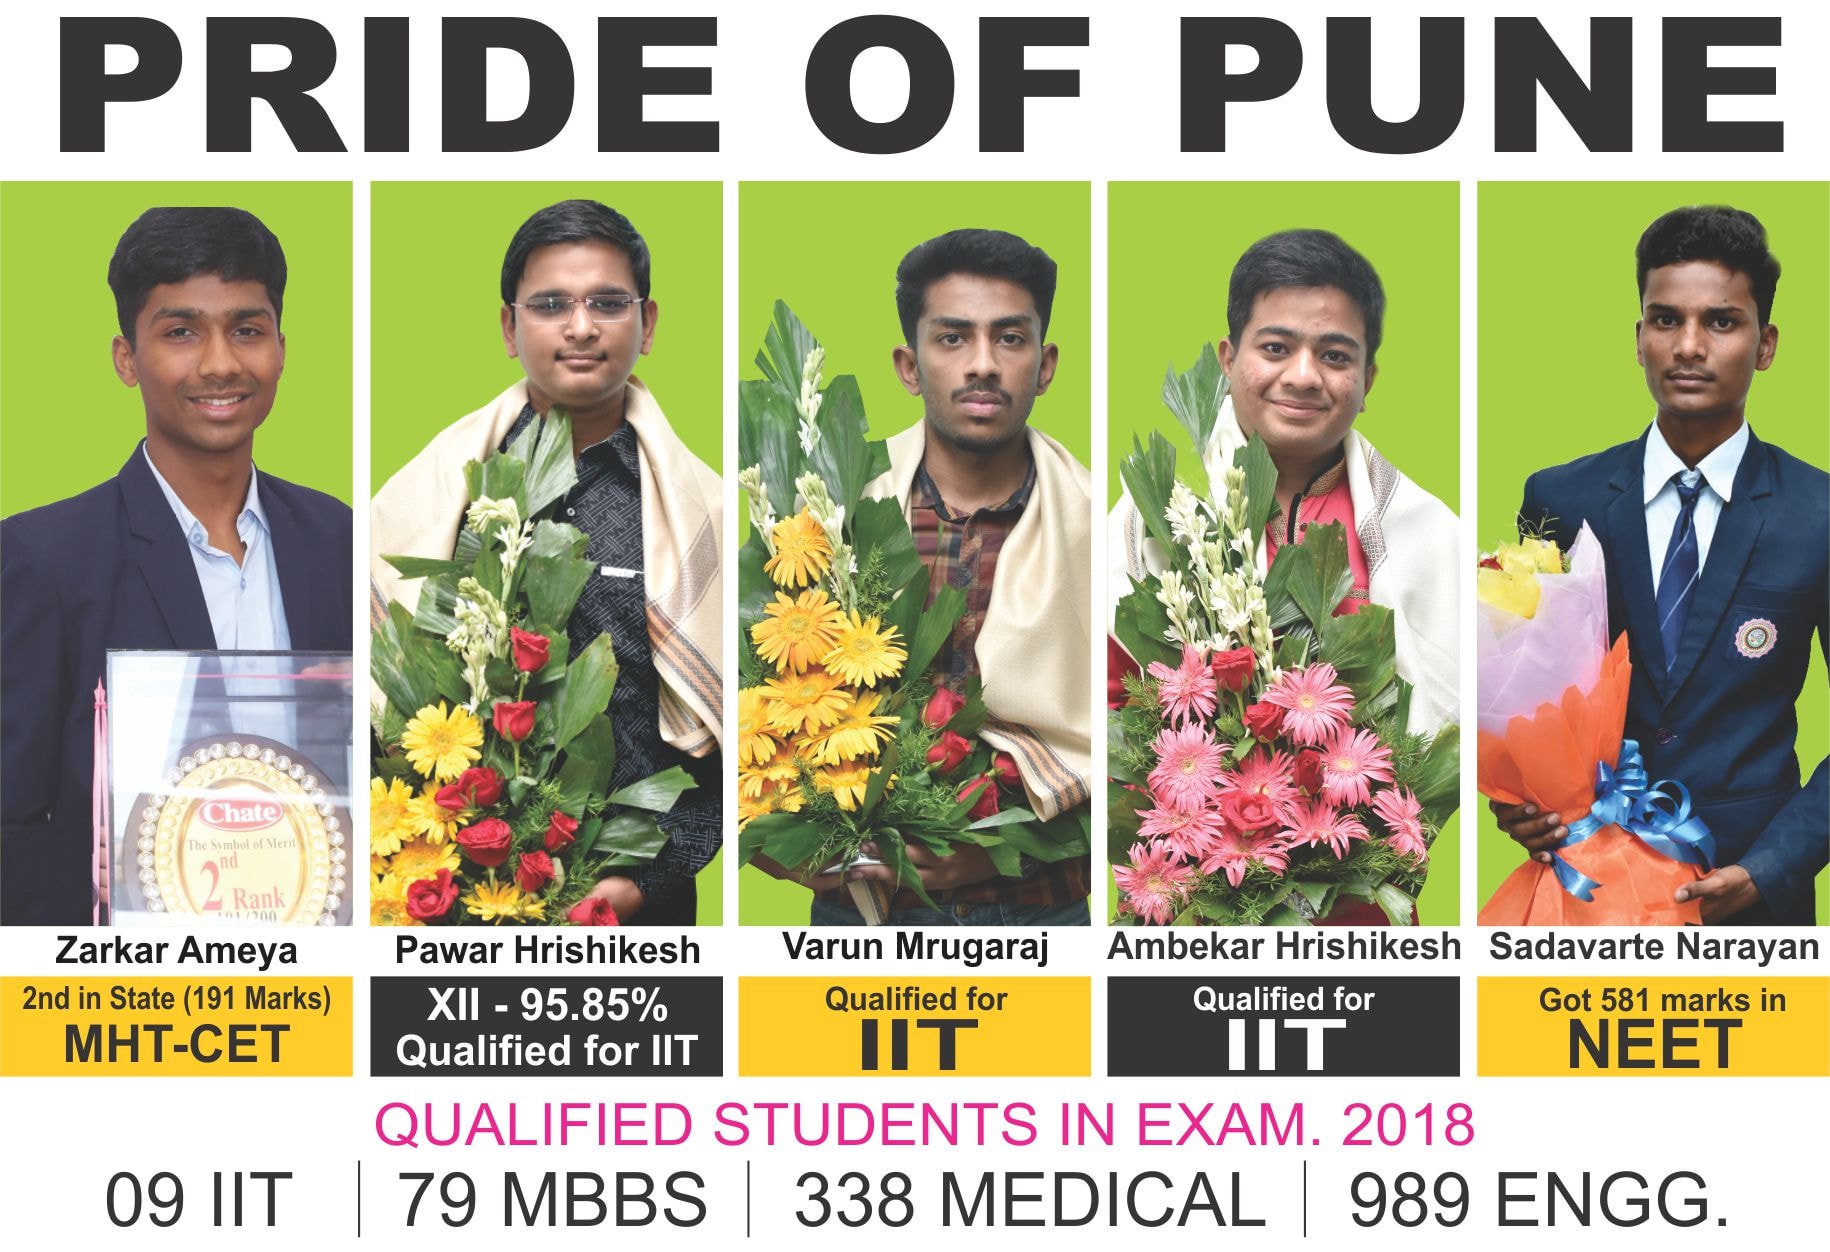 PRIDE OF PUNE
Chate
The Symbol of Merit
2nd
Rank
191/200
Zarkar Ameya
2nd in State (191 Marks)
MHT-CET
Pawar Hrishikesh
XII - 95.85%
Qualified for IIT
Varun Mrugaraj
Qualified for
IIT
Ambekar Hrishikesh
Qualified for
IIT
Sadavarte Narayan
Got 581 marks in
NEET
QUALIFIED STUDENTS IN EXAM. 2018
09 IIT | 79 MBBS | 338 MEDICAL | 989 ENGG.